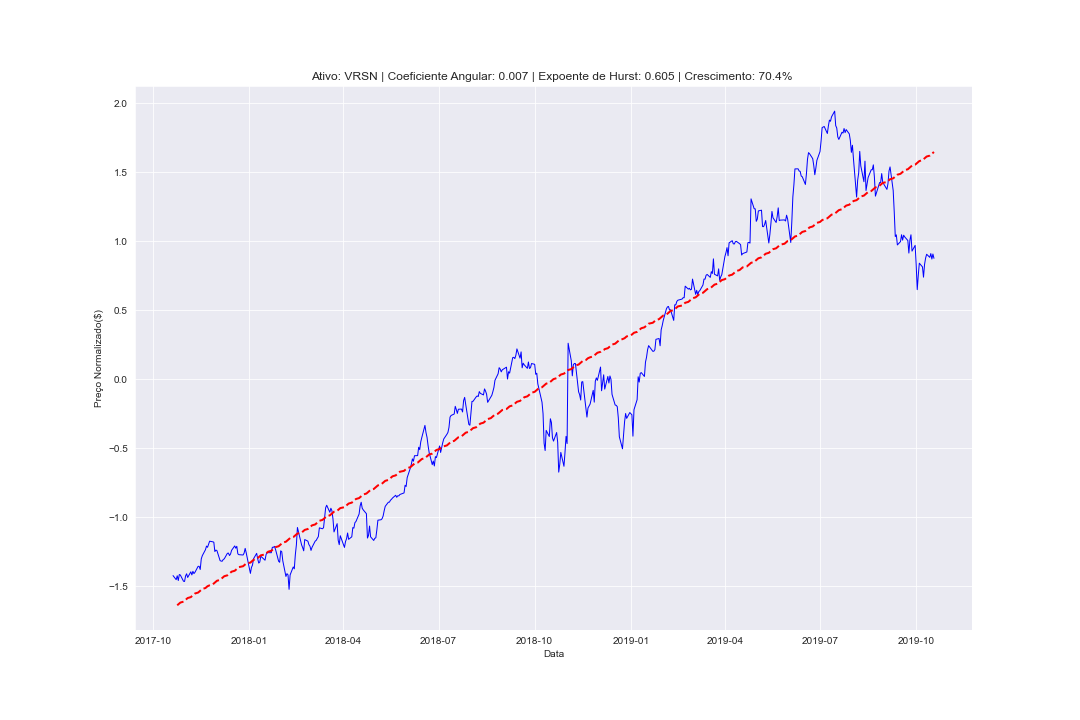 Ativo: VRSN | Coeficiente Angular: 0.007 | Expoente de Hurst: 0.605 | Crescimento: 70.4%
2.0
1.5
1.0
0.5
0.0
−0.5
−1.0
−1.5
Preço Normalizado($)
2017-10 2018-01 2018-04 2018-07 2018-10 2019-01 2019-04 2019-07 2019-10
Data